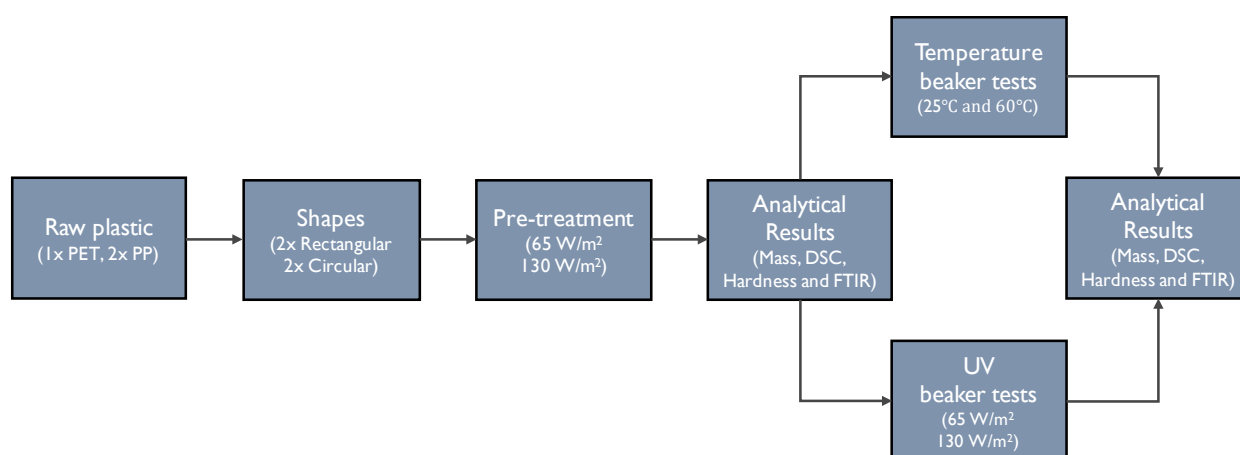 Raw plastic
(1x PET, 2x PP)
Shapes
(2x Rectangular
2x Circular)
Pre-treatment
(65 W/m²
130 W/m²)
Analytical
Results
(Mass, DSC,
Hardness and FTIR)
Temperature
beaker tests
(25°C and 60°C)
UV
beaker tests
(65 W/m²
130 W/m²)
Analytical
Results
(Mass, DSC,
Hardness and FTIR)